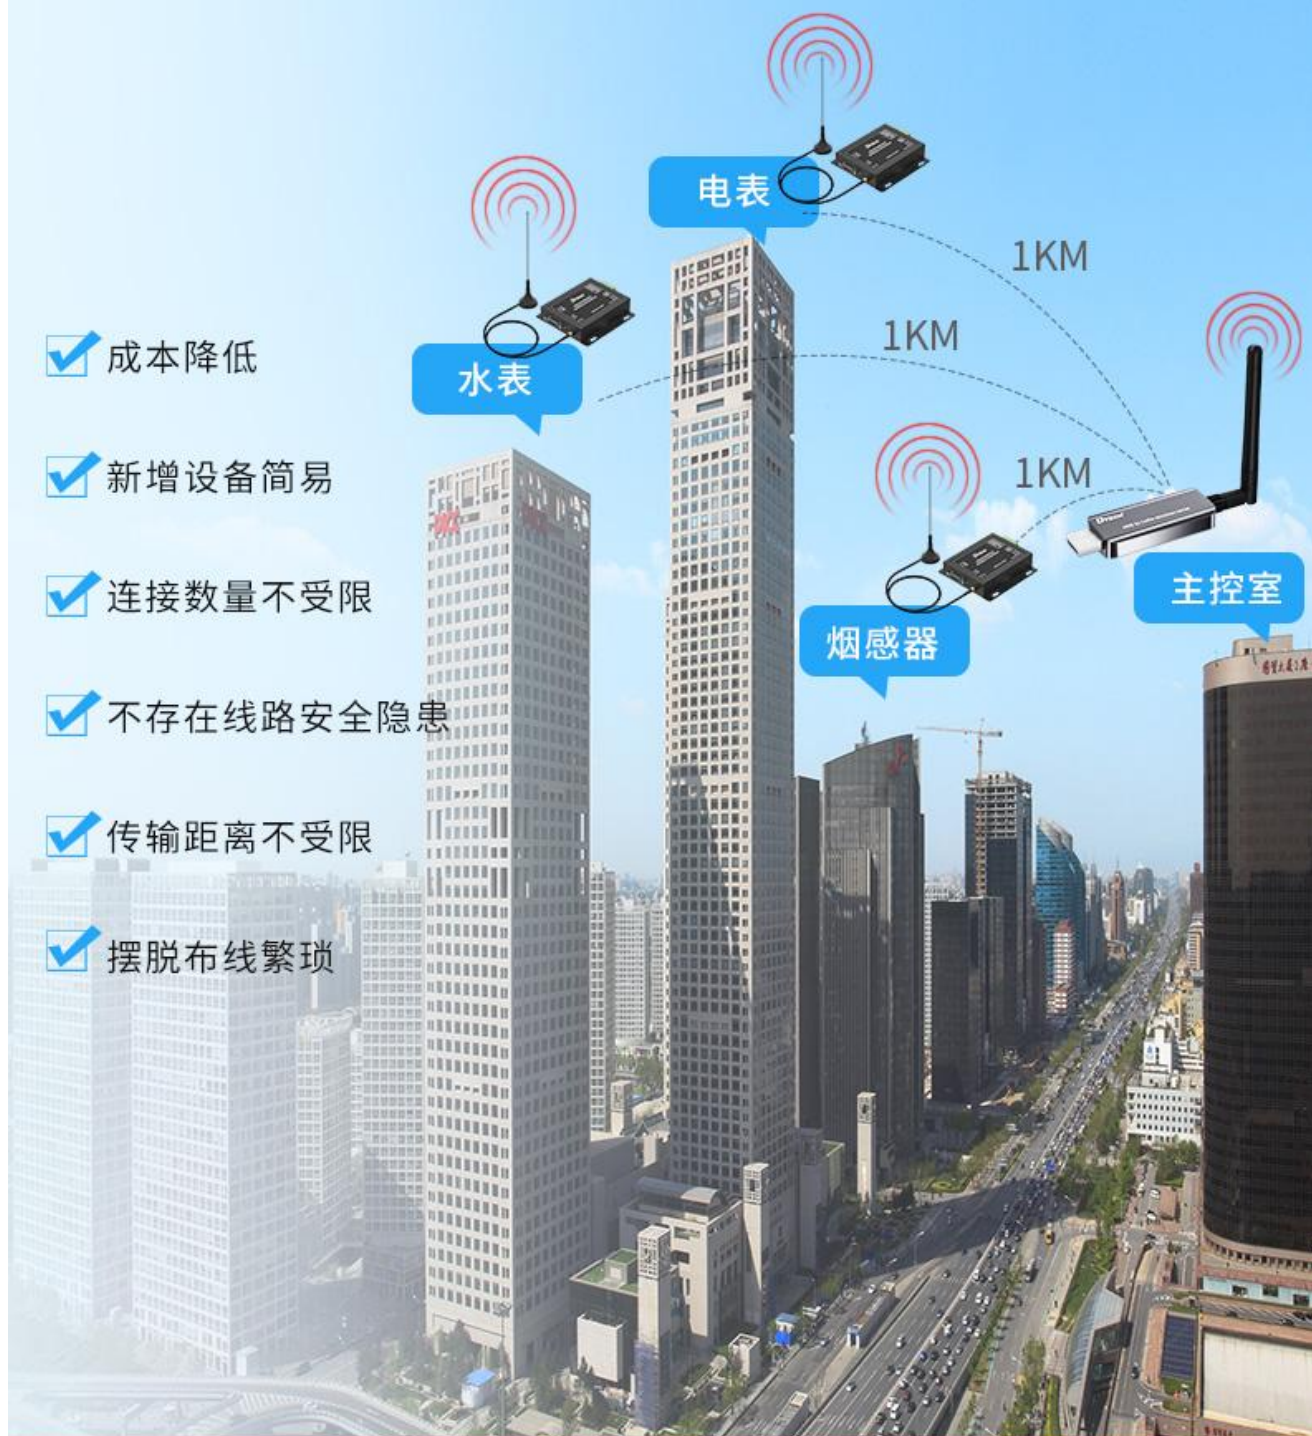 电表
1KM
1KM
水表
成本降低
1KM
新增设备简易
主控室
连接数量不受限
烟感器
不存在线路安全隐患
传输距离不受限
摆脱布线繁琐